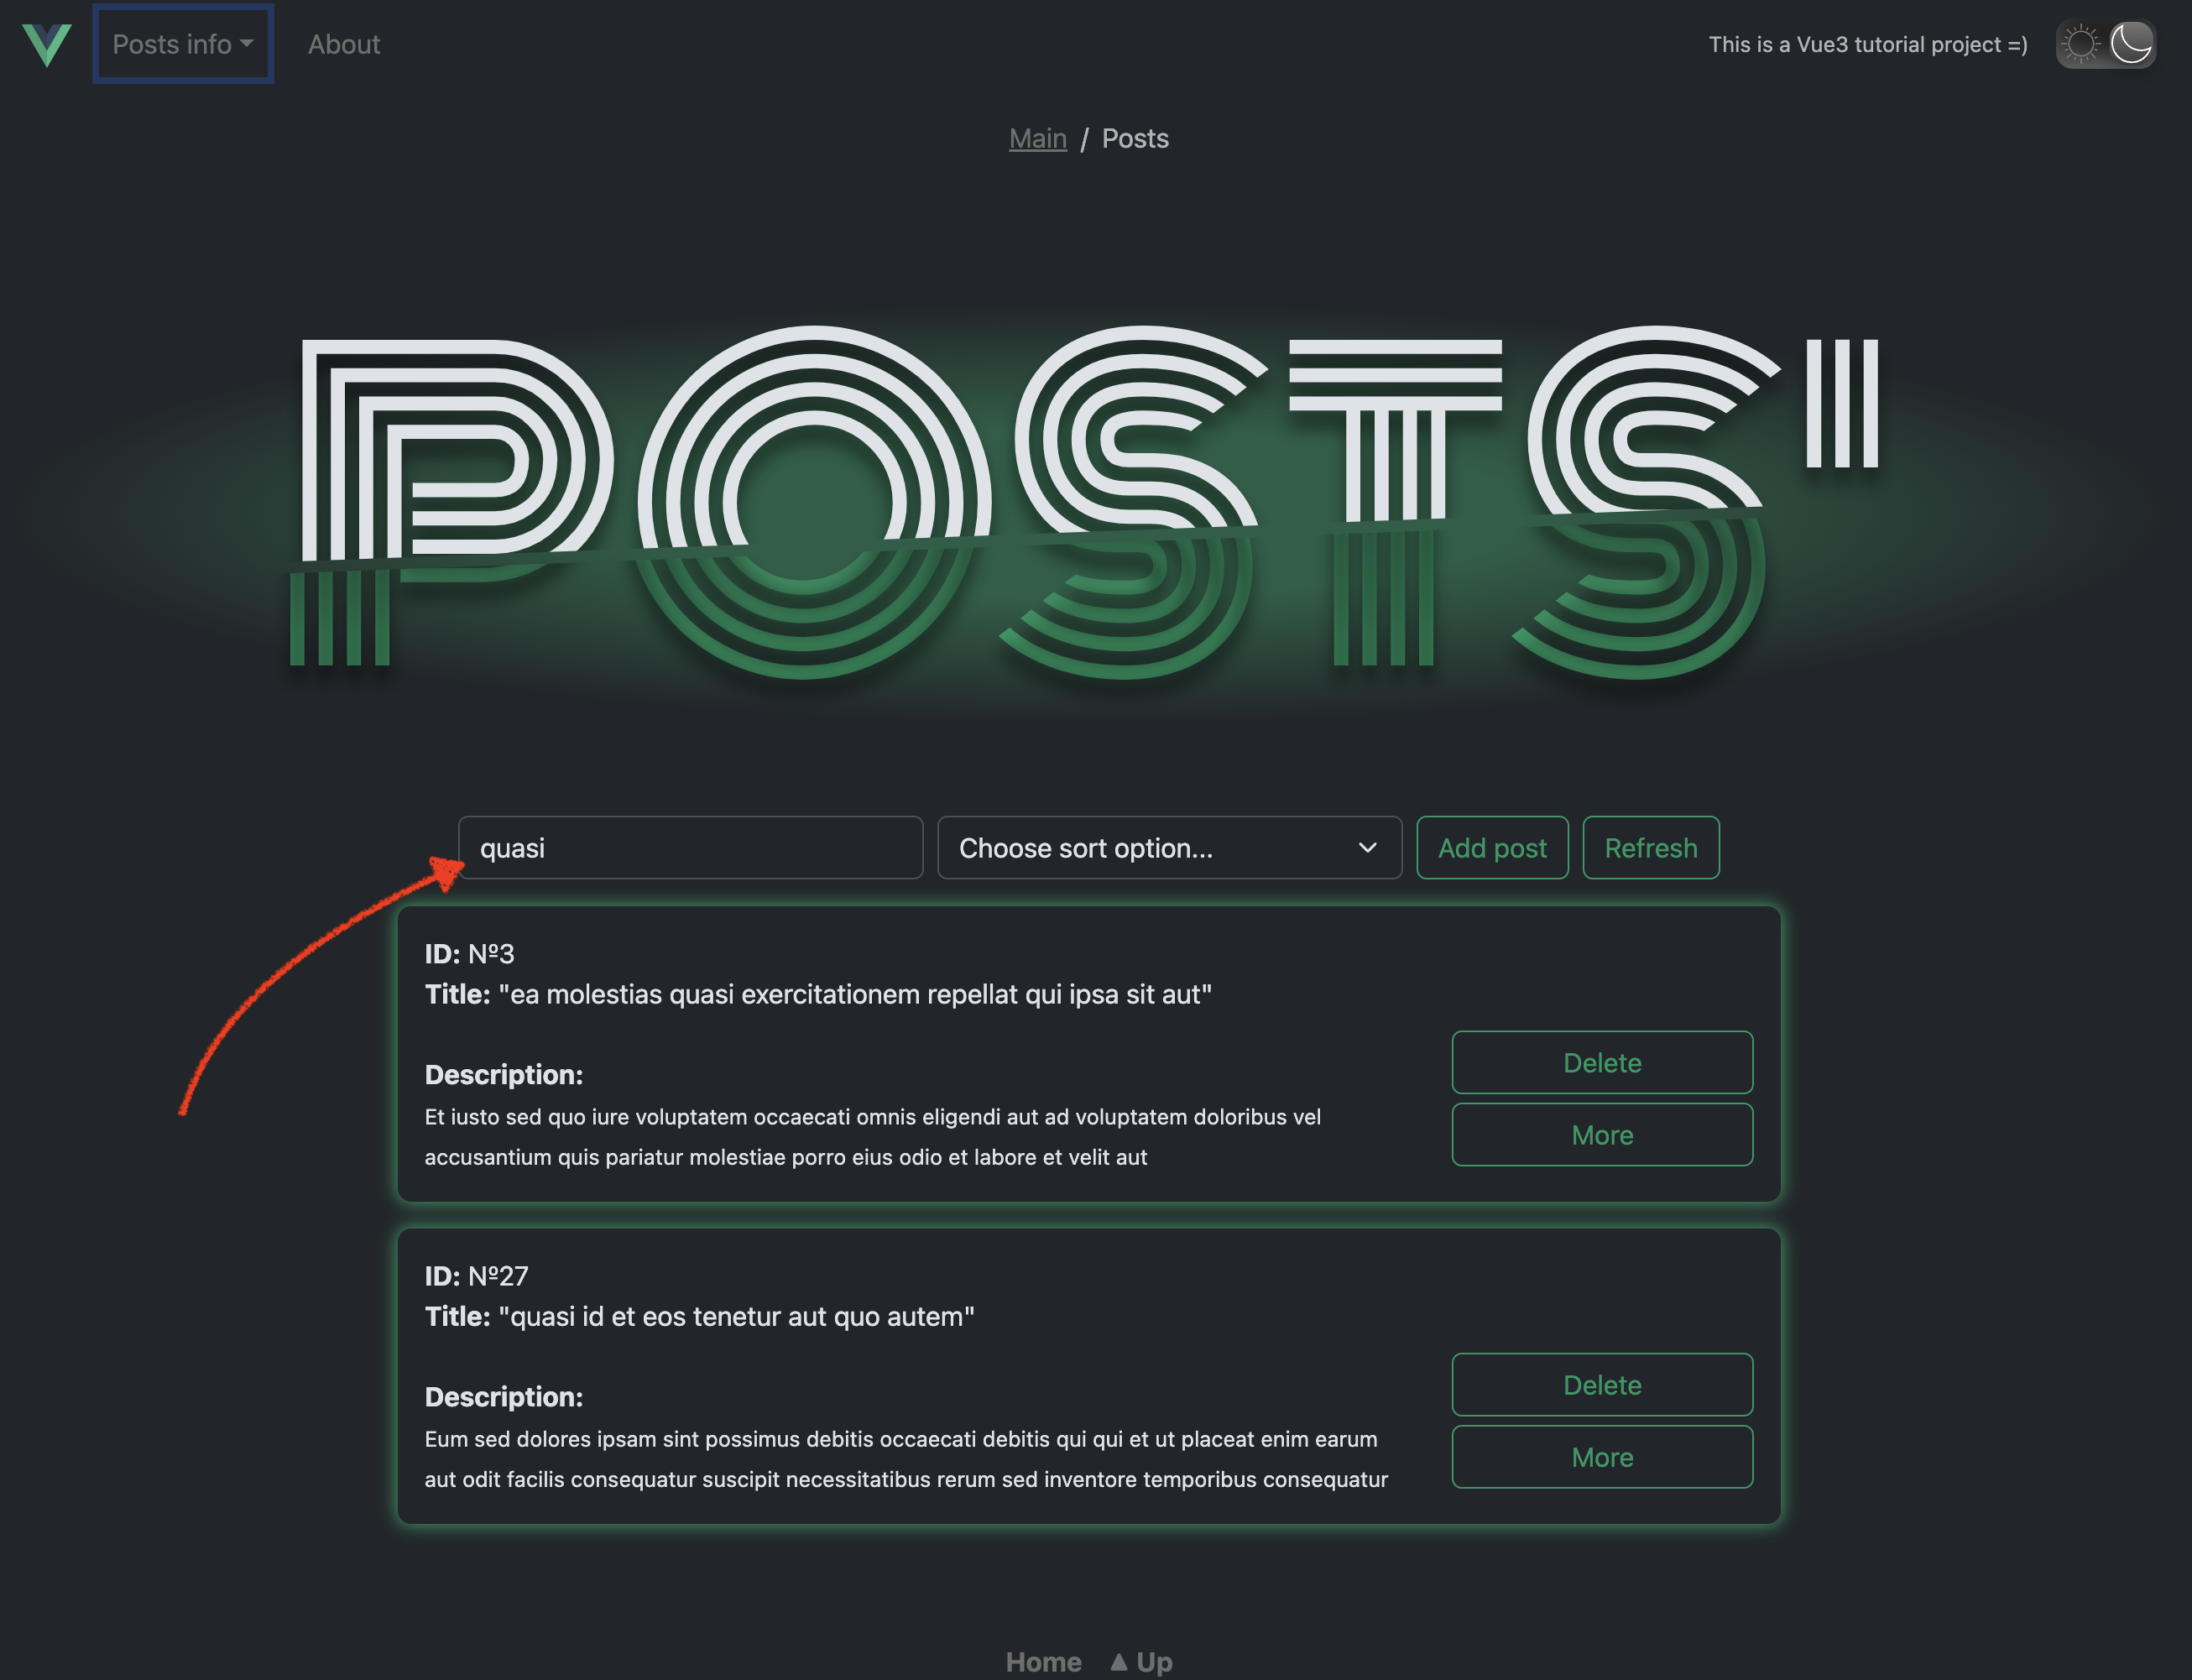 Posts info About This is a Vue3 tutorial project =)
Main / Posts
POSTS'
quasi Choose sort option... Add post Refresh
ID: №3
Title: "ea molestias quasi exercitationem repellat qui ipsa sit aut"
Delete
Description:
Et iusto sed quo iure voluptatem occaecati omnis eligendi aut ad voluptatem doloribus vel
More
accusantium quis pariatur molestiae porro eius odio et labore et velit aut
ID: №27
Title: "quasi id et eos tenetur aut quo autem"
Delete
Description:
Eum sed dolores ipsam sint possimus debitis occaecati debitis qui qui et ut placeat enim earum
More
aut odit facilis consequatur suscipit necessitatibus rerum sed inventore temporibus consequatur
Home ▲ Up